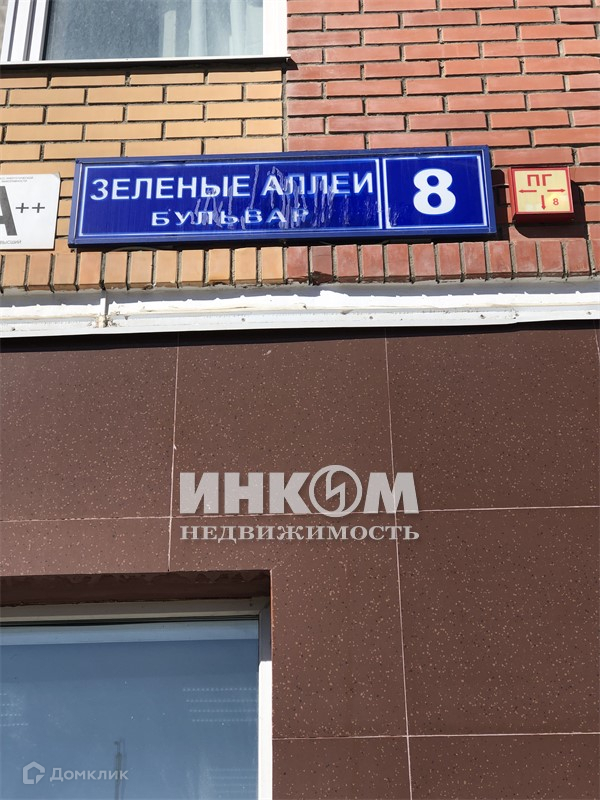 ЗЕЛЕНЫЕ АЛЛЕИ
БУЛЬВАР
8
ПГ
8
А++
ИНКОМ
НЕДВИЖИМОСТЬ
Домклик